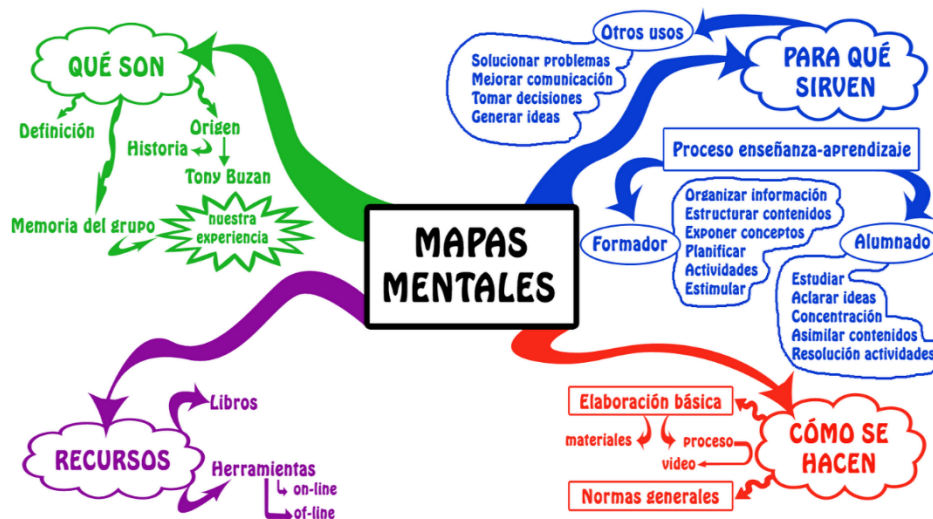 MAPAS
MENTALES
QUÉ SON
Definición
Origen
Historia
Tony Buzan
Memoria del grupo
nuestra
experiencia
PARA QUÉ
SIRVEN
Otros usos
Solucionar problemas
Mejorar comunicación
Tomar decisiones
Generar ideas
Proceso enseñanza-aprendizaje
Formador
Organizar información
Estructurar contenidos
Exponer conceptos
Planificar
Actividades
Estimular
Alumnado
Estudiar
Aclarar ideas
Concentración
Asimilar contenidos
Resolución actividades
CÓMO SE
HACEN
Elaboración básica
materiales
proceso
video
Normas generales
RECURSOS
Libros
Herramientas
on-line
of-line